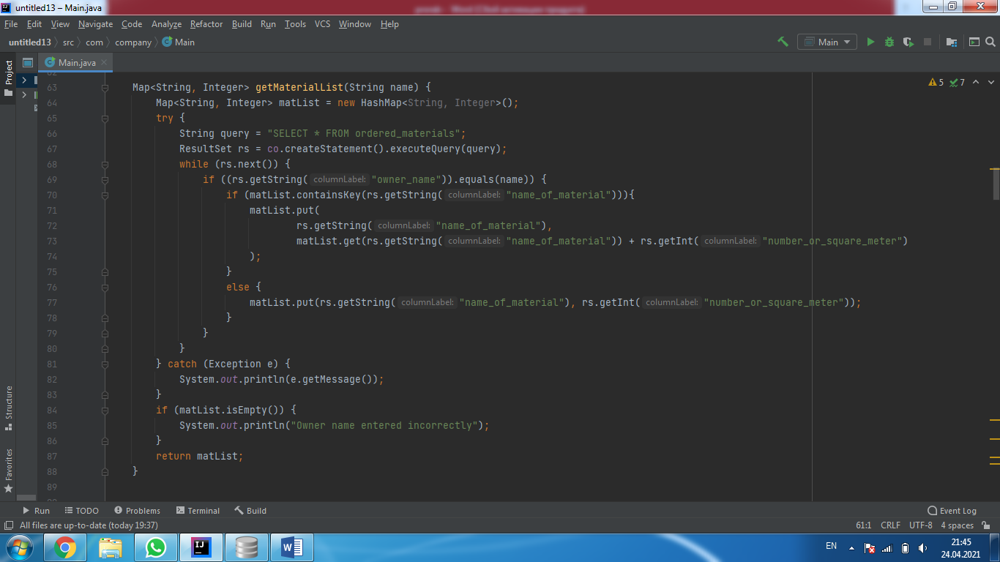 untitled13 – Main.java
File Edit View Navigate Code Analyze Refactor Build Run Tools VCS Window Help
untitled13 src com company Main
Main
Main.java
Project
5 7
63 Map<String, Integer> getMaterialList(String name) {
64 Map<String, Integer> matList = new HashMap<String, Integer>();
65 try {
66 String query = "SELECT * FROM ordered_materials";
67 ResultSet rs = co.createStatement().executeQuery(query);
68 while (rs.next()) {
69 if ((rs.getString( columnLabel: "owner_name")).equals(name)) {
70 if (matList.containsKey(rs.getString( columnLabel: "name_of_material"))){
71 matList.put(
72 rs.getString( columnLabel: "name_of_material"),
73 matList.get(rs.getString( columnLabel: "name_of_material")) + rs.getInt( columnLabel: "number_or_square_meter")
74 );
75 }
76 else {
77 matList.put(rs.getString( columnLabel: "name_of_material"), rs.getInt( columnLabel: "number_or_square_meter"));
78 }
79 }
80 }
81 } catch (Exception e) {
82 System.out.println(e.getMessage());
83 }
84 if (matList.isEmpty()) {
85 System.out.println("Owner name entered incorrectly");
86 }
87 return matList;
88 }
89
Structure
Favorites
Run TODO Problems Terminal Build Event Log
All files are up-to-date (today 19:37) 61:1 CRLF UTF-8 4 spaces
EN 21:45
24.04.2021